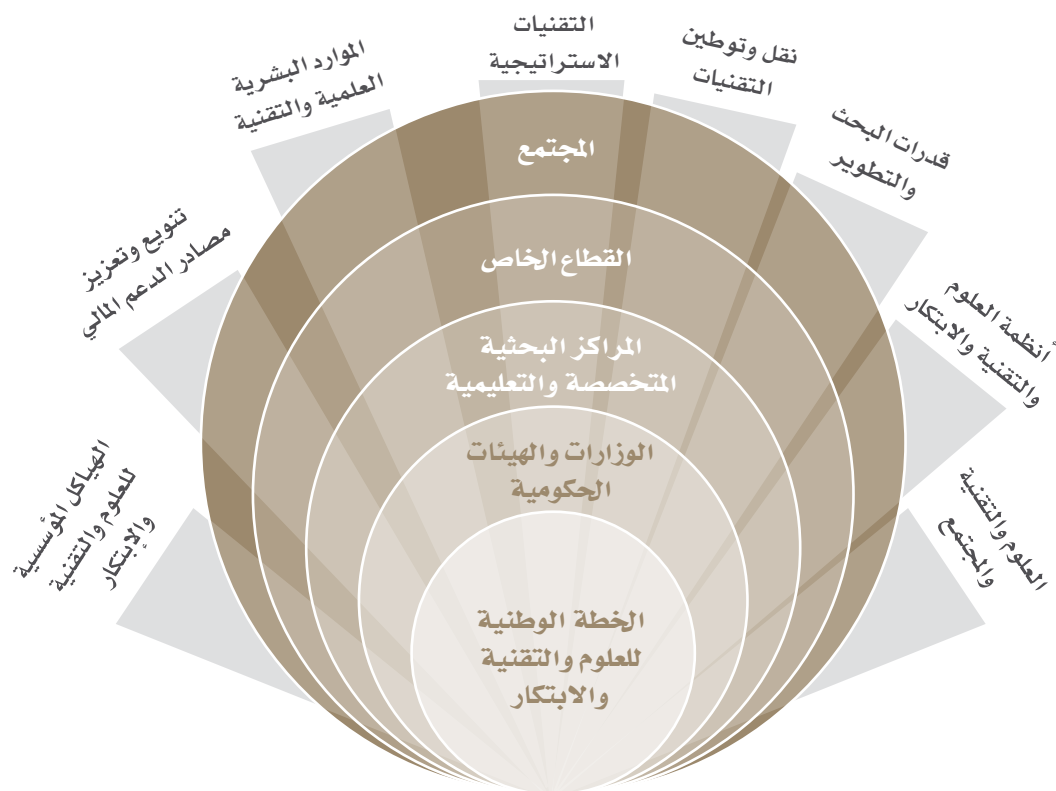 التقنيات
الاستراتيجية
نقل وتوطين
التقنيات
قدرات البحث
والتطوير
أنظمة العلوم
والتقنية والابتكار
العلوم والتقنية
والمجتمع
الموارد البشرية
العلمية والتقنية
تنويع وتعزيز
مصادر الدعم المالي
الهياكل المؤسسية
للعلوم والتقنية
والإبتكار
المجتمع
القطاع الخاص
المراكز البحثية
المتخصصة والتعليمية
الوزارات والهيئات
الحكومية
الخطة الوطنية
للعلوم والتقنية
والابتكار